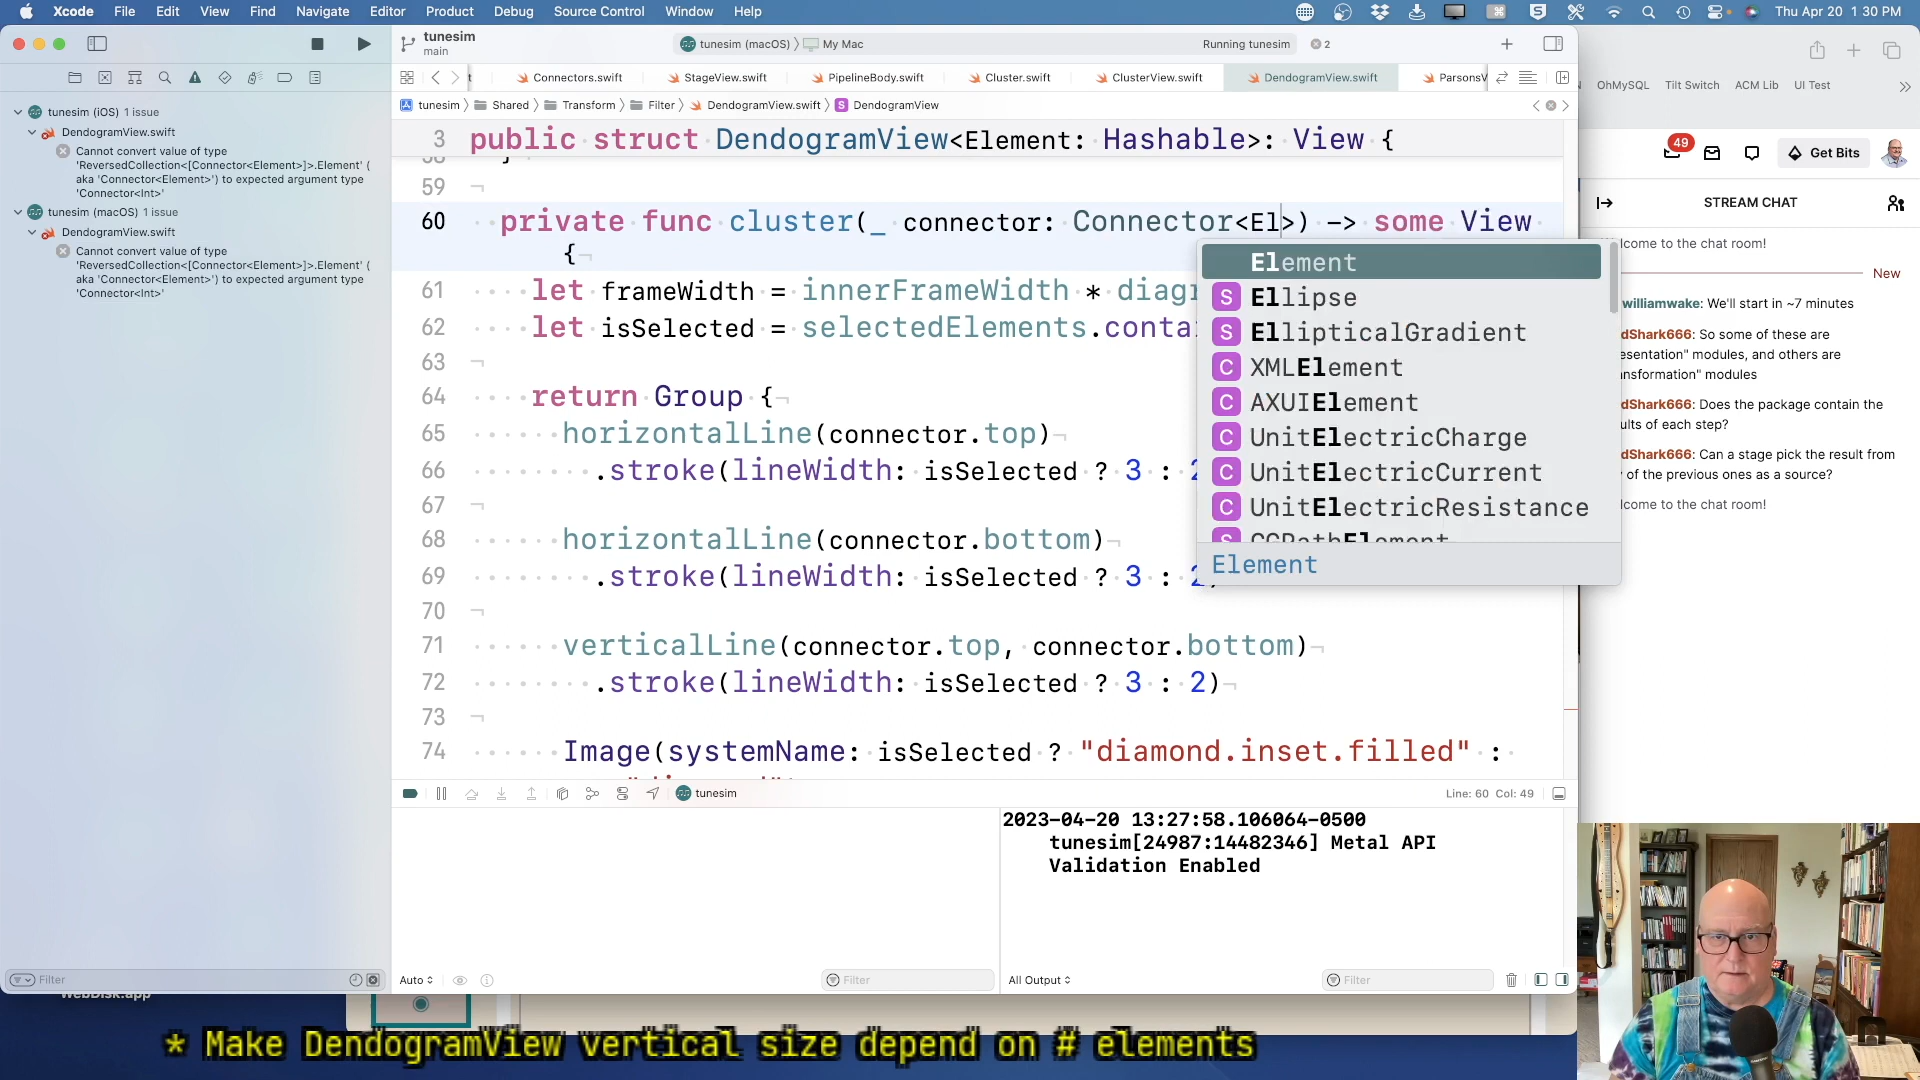 Xcode File Edit View Find Navigate Editor Product Debug Source Control Window Help
Thu Apr 20 1:30 PM
tunesim
main
tunesim (macOS) My Mac
Running tunesim
2
Connectors.swift StageView.swift PipelineBody.swift Cluster.swift ClusterView.swift DendogramView.swift ParsonsV
tunesim Shared Transform Filter DendogramView.swift S DendogramView
tunesim (iOS) 1 issue
DendogramView.swift
Cannot convert value of type
'ReversedCollection<[Connector<Element>]>.Element' (
aka 'Connector<Element>') to expected argument type
'Connector<Int>'
tunesim (macOS) 1 issue
DendogramView.swift
Cannot convert value of type
'ReversedCollection<[Connector<Element>]>.Element' (
aka 'Connector<Element>') to expected argument type
'Connector<Int>'
3 public struct DendogramView<Element: Hashable>: View {
59
60 private func cluster(_ connector: Connector<El>) -> some View
{
61 let frameWidth = innerFrameWidth * diagr
62 let isSelected = selectedElements.conta
63
64 return Group {
65 horizontalLine(connector.top)
66 .stroke(lineWidth: isSelected ? 3 : 2
67
68 horizontalLine(connector.bottom)
69 .stroke(lineWidth: isSelected ? 3 : 2)
70
71 verticalLine(connector.top, connector.bottom)
72 .stroke(lineWidth: isSelected ? 3 : 2)
73
74 Image(systemName: isSelected ? "diamond.inset.filled" :
Element
S Ellipse
S EllipticalGradient
C XMLElement
C AXUIElement
C UnitElectricCharge
C UnitElectricCurrent
C UnitElectricResistance
CGPathElement
Element
tunesim
Line: 60 Col: 49
2023-04-20 13:27:58.106064-0500
tunesim[24987:14482346] Metal API
Validation Enabled
Filter
Auto
Filter
All Output
Filter
WebDisk.app
OhMySQL Tilt Switch ACM Lib UI Test
49
Get Bits
STREAM CHAT
lcome to the chat room!
New
williamwake: We'll start in ~7 minutes
dShark666: So some of these are
esentation" modules, and others are
nsformation" modules
dShark666: Does the package contain the
ults of each step?
dShark666: Can a stage pick the result from
of the previous ones as a source?
lcome to the chat room!
* Make DendogramView vertical size depend on # elements